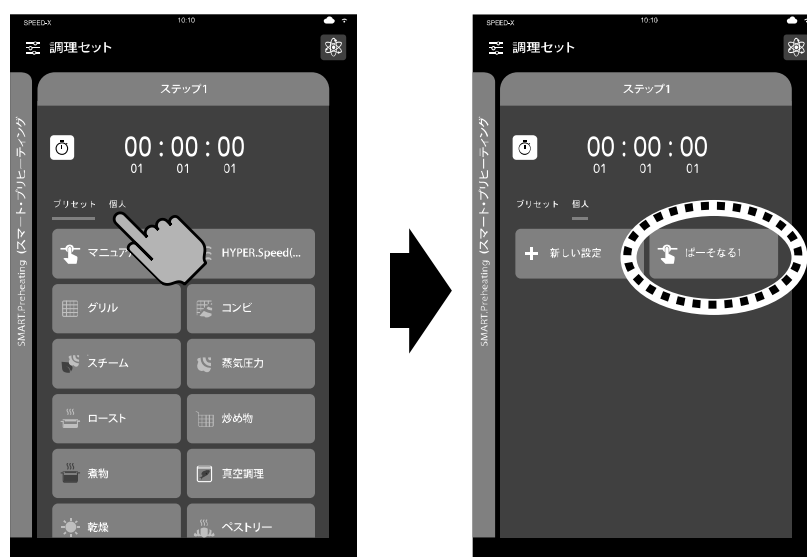 SPEED-X 10:10
調理セット
ステップ1
SMART.Preheating (スマート・プリヒーティング)
00 : 00 : 00
01 01 01
プリセット 個人
HYPER.Speed(...
グリル コンビ
スチーム 蒸気圧力
ロースト 炒め物
煮物 真空調理
乾燥 ペストリー
SPEED-X 10:10
調理セット
ステップ1
SMART.Preheating (スマート・プリヒーティング
00 : 00 : 00
01 01 01
プリセット 個人
新しい設定 ぱーそなる1